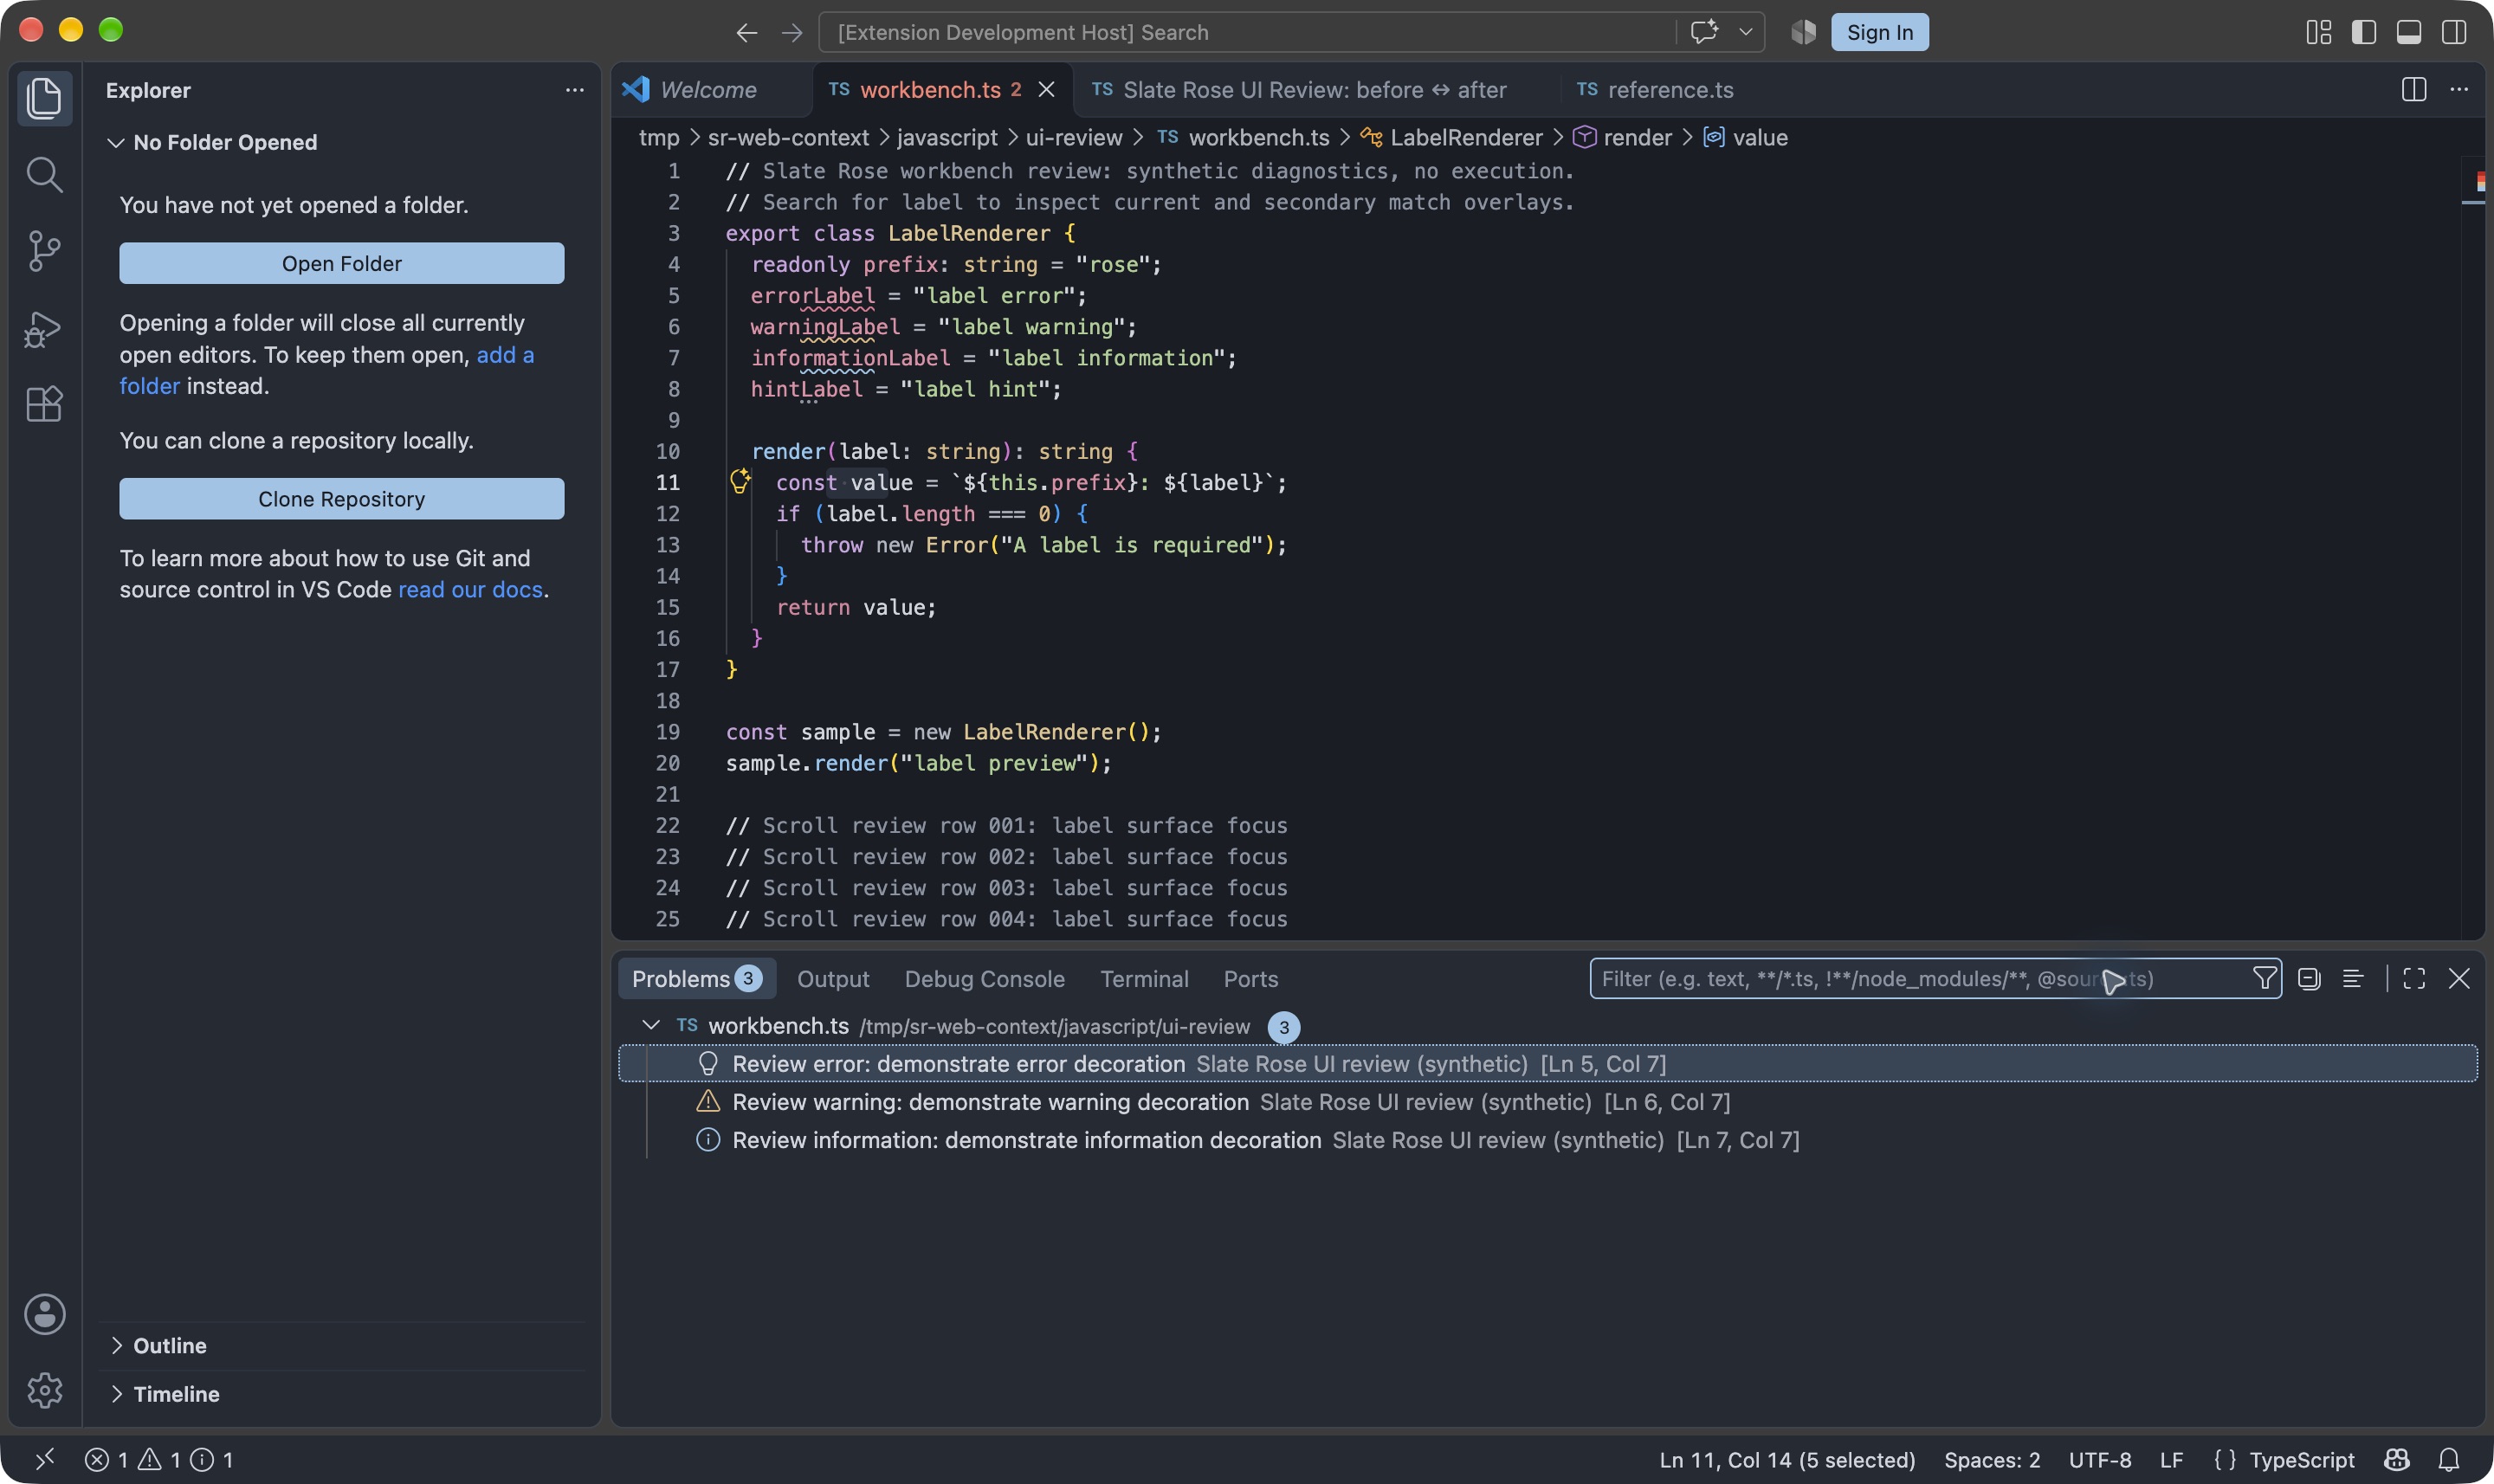 [Extension Development Host] Search
Sign In
Explorer
No Folder Opened
You have not yet opened a folder.
Open Folder
Opening a folder will close all currently
open editors. To keep them open, add a
folder instead.
You can clone a repository locally.
Clone Repository
To learn more about how to use Git and
source control in VS Code read our docs.
Outline
Timeline
Welcome
TS workbench.ts 2
TS Slate Rose UI Review: before ↔ after
TS reference.ts
tmp > sr-web-context > javascript > ui-review > TS workbench.ts > LabelRenderer > render > value
1 // Slate Rose workbench review: synthetic diagnostics, no execution.
2 // Search for label to inspect current and secondary match overlays.
3 export class LabelRenderer {
4 readonly prefix: string = "rose";
5 errorLabel = "label error";
6 warningLabel = "label warning";
7 informationLabel = "label information";
8 hintLabel = "label hint";
9
10 render(label: string): string {
11 const·value = `${this.prefix}: ${label}`;
12 if (label.length === 0) {
13 throw new Error("A label is required");
14 }
15 return value;
16 }
17 }
18
19 const sample = new LabelRenderer();
20 sample.render("label preview");
21
22 // Scroll review row 001: label surface focus
23 // Scroll review row 002: label surface focus
24 // Scroll review row 003: label surface focus
25 // Scroll review row 004: label surface focus
Problems 3 Output Debug Console Terminal Ports
Filter (e.g. text, **/*.ts, !**/node_modules/**,
TS workbench.ts /tmp/sr-web-context/javascript/ui-review 3
Review error: demonstrate error decoration Slate Rose UI review (synthetic) [Ln 5, Col 7]
Review warning: demonstrate warning decoration Slate Rose UI review (synthetic) [Ln 6, Col 7]
Review information: demonstrate information decoration Slate Rose UI review (synthetic) [Ln 7, Col 7]
1 1 1
Ln 11, Col 14 (5 selected) Spaces: 2 UTF-8 LF {} TypeScript